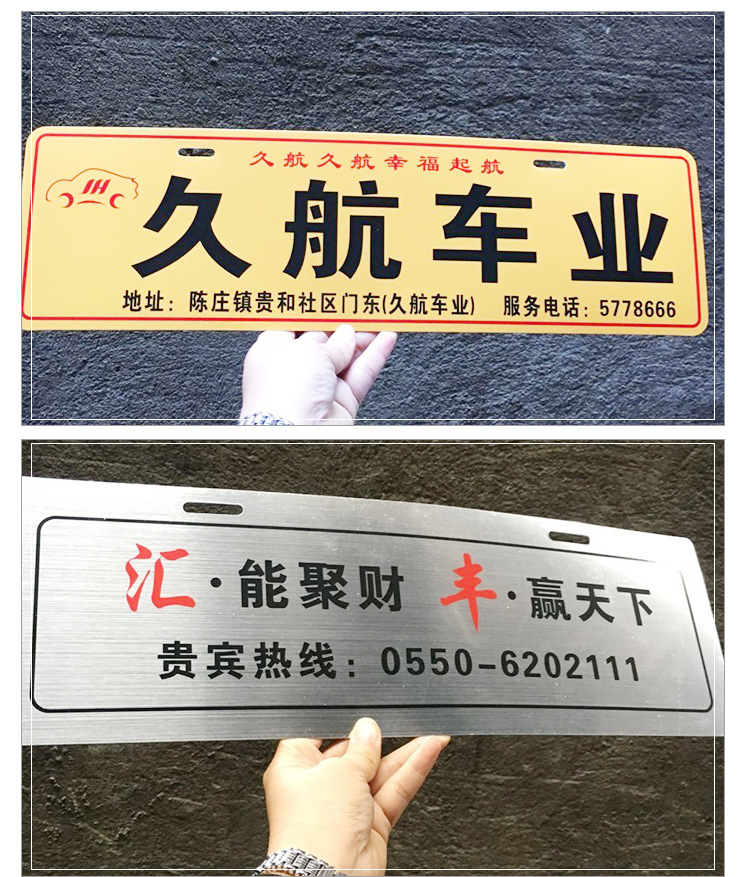 久航久航幸福起航
JH
久航车业
地址：陈庄镇贵和社区门东(久航车业) 服务电话：5778666
汇·能聚财 丰·赢天下
贵宾热线：0550-6202111